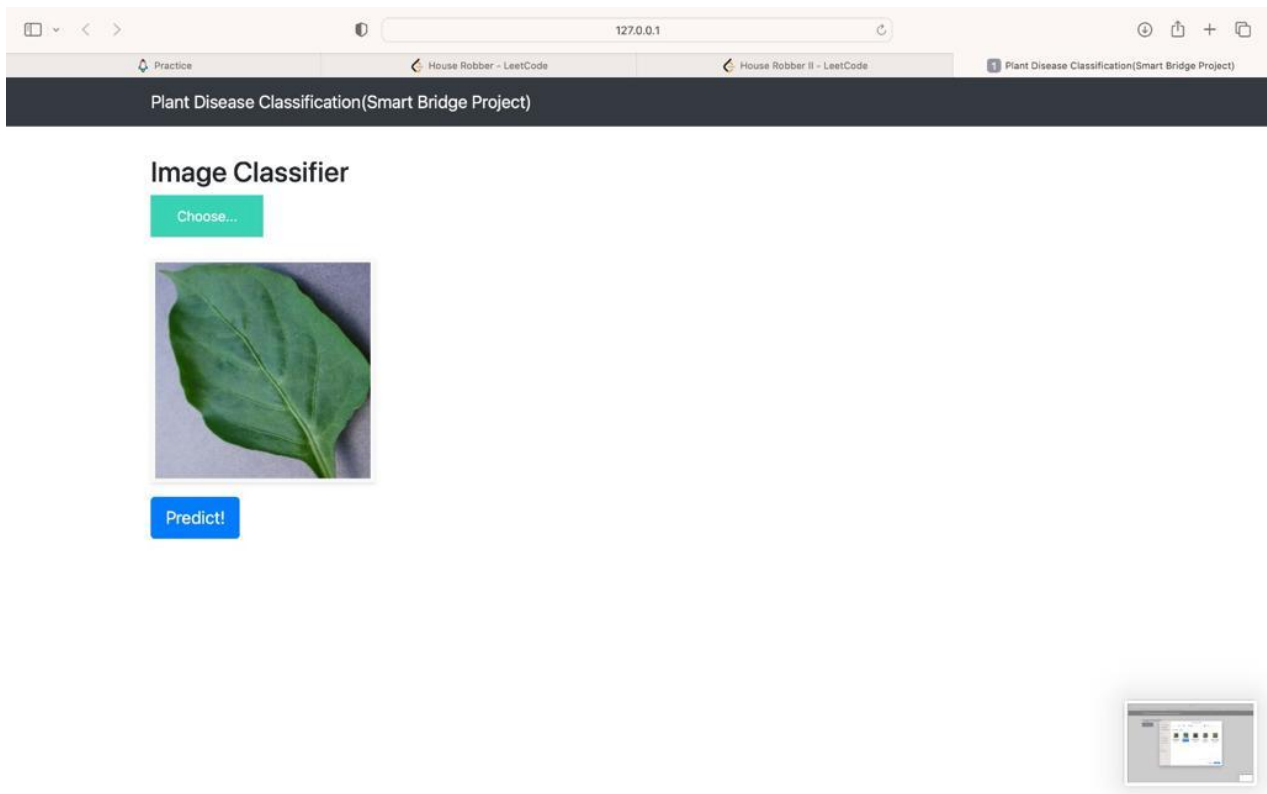 127.0.0.1
Practice
House Robber - LeetCode
House Robber II - LeetCode
1 Plant Disease Classification(Smart Bridge Project)
Plant Disease Classification(Smart Bridge Project)
Image Classifier
Choose...
Predict!